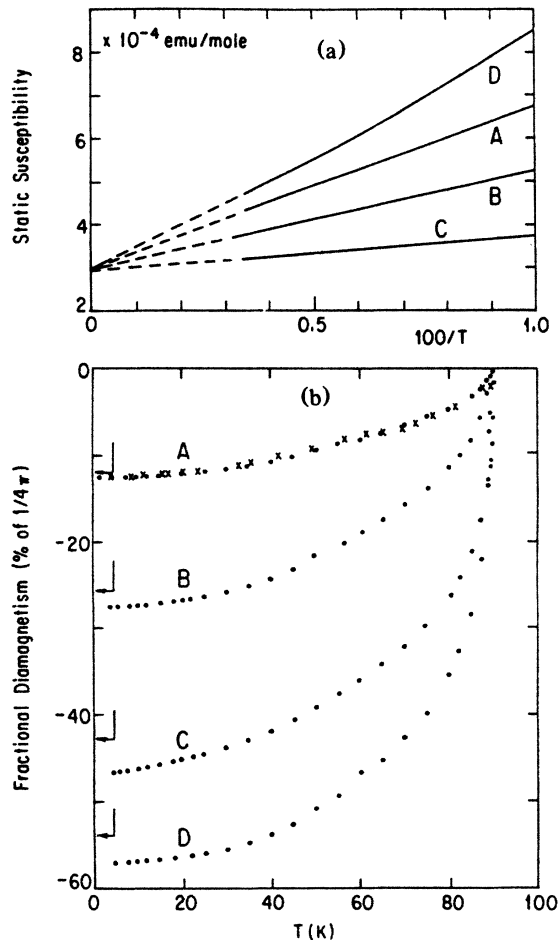 x 10⁻⁴ emu/mole
(a)
8
6
4
2
Static Susceptibility
D
A
B
C
0
0.5
1.0
100/T
0
-20
-40
-60
Fractional Diamagnetism (% of 1/4π)
(b)
A
B
C
D
0
20
40
60
80
100
T(K)